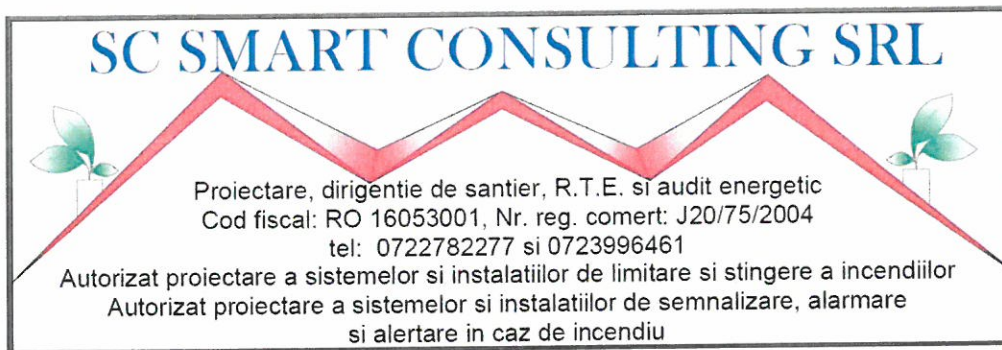 SC SMART CONSULTING SRL
Proiectare, dirigentie de santier, R.T.E. si audit energetic
Cod fiscal: RO 16053001, Nr. reg. comert: J20/75/2004
tel: 0722782277 si 0723996461
Autorizat proiectare a sistemelor si instalatiilor de limitare si stingere a incendiilor
Autorizat proiectare a sistemelor si instalatiilor de semnalizare, alarmare
si alertare in caz de incendiu